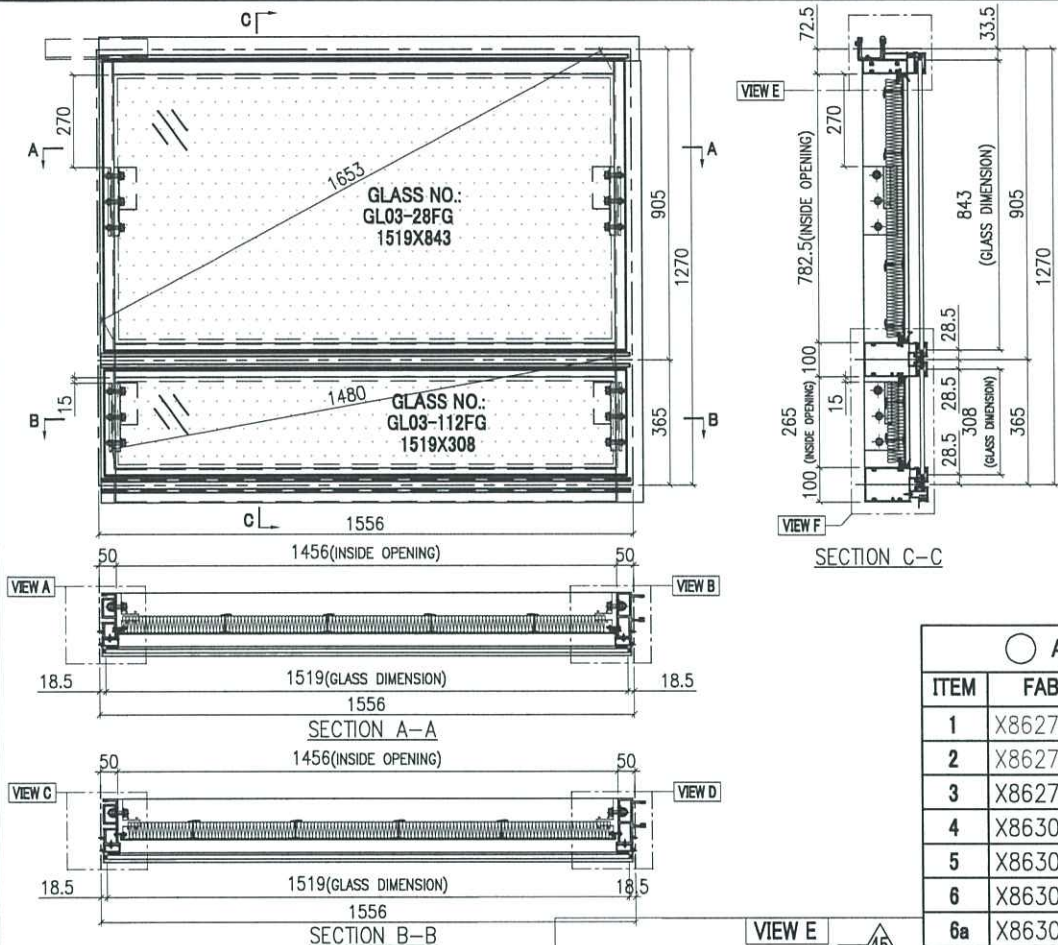 C
270
A
1653
GLASS NO.:
GL03-28FG
1519X843
A
905
1270
15
B
1480
GLASS NO.:
GL03-112FG
1519X308
365
B
C
1556
1456(INSIDE OPENING)
50
50
VIEW A
VIEW B
18.5
1519(GLASS DIMENSION)
18.5
1556
SECTION A-A
1456(INSIDE OPENING)
50
50
VIEW C
VIEW D
18.5
1519(GLASS DIMENSION)
18.5
1556
SECTION B-B
72.5
33.5
VIEW E
270
782.5(INSIDE OPENING)
843
(GLASS DIMENSION)
905
1270
28.5
100
15
265
(INSIDE OPENING)
28.5
308
(GLASS DIMENSION)
365
28.5
100
VIEW F
SECTION C-C
A
ITEM FAB
1 X8627
2 X8627
3 X8627
4 X8630
5 X8630
6 X8630
6a X8630
VIEW E
45